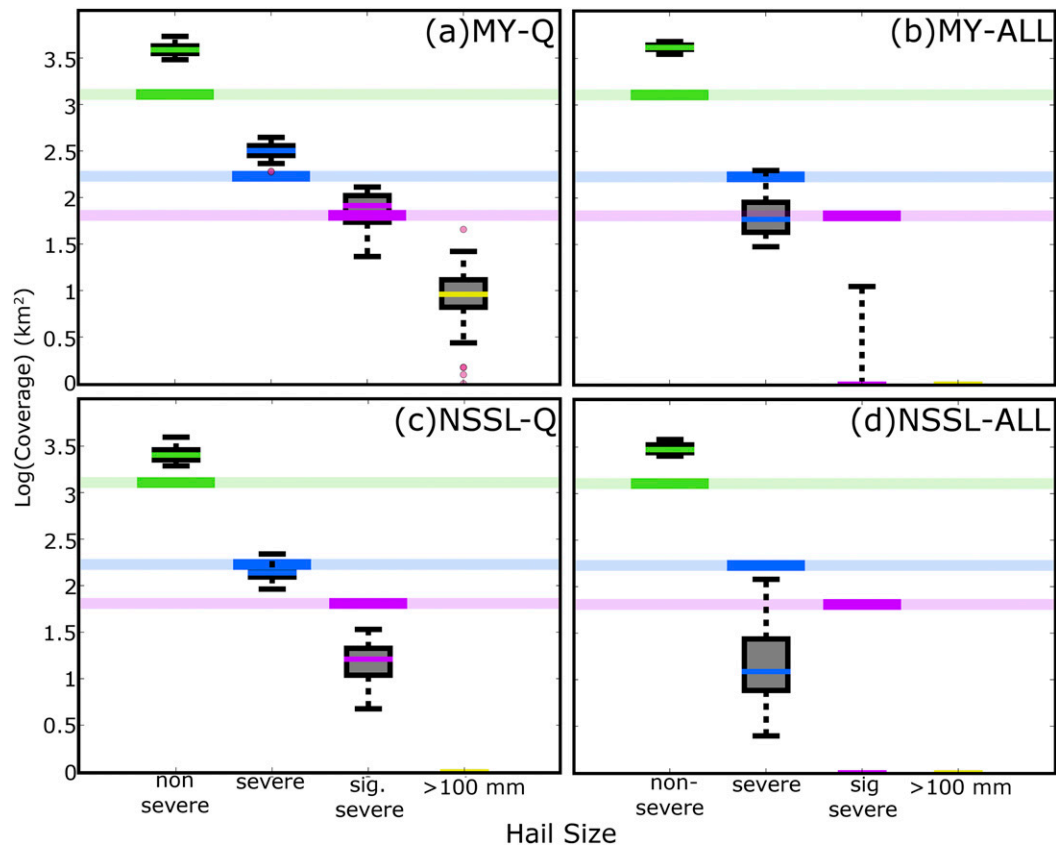 (a)MY-Q
(b)MY-ALL
3.5
3
2.5
2
1.5
1
0.5
0
Log(Coverage) (km²)
(c)NSSL-Q
(d)NSSL-ALL
3.5
3
2.5
2
1.5
1
0.5
0
non severe
severe
sig. severe
>100 mm
non-severe
severe
sig severe
>100 mm
Hail Size